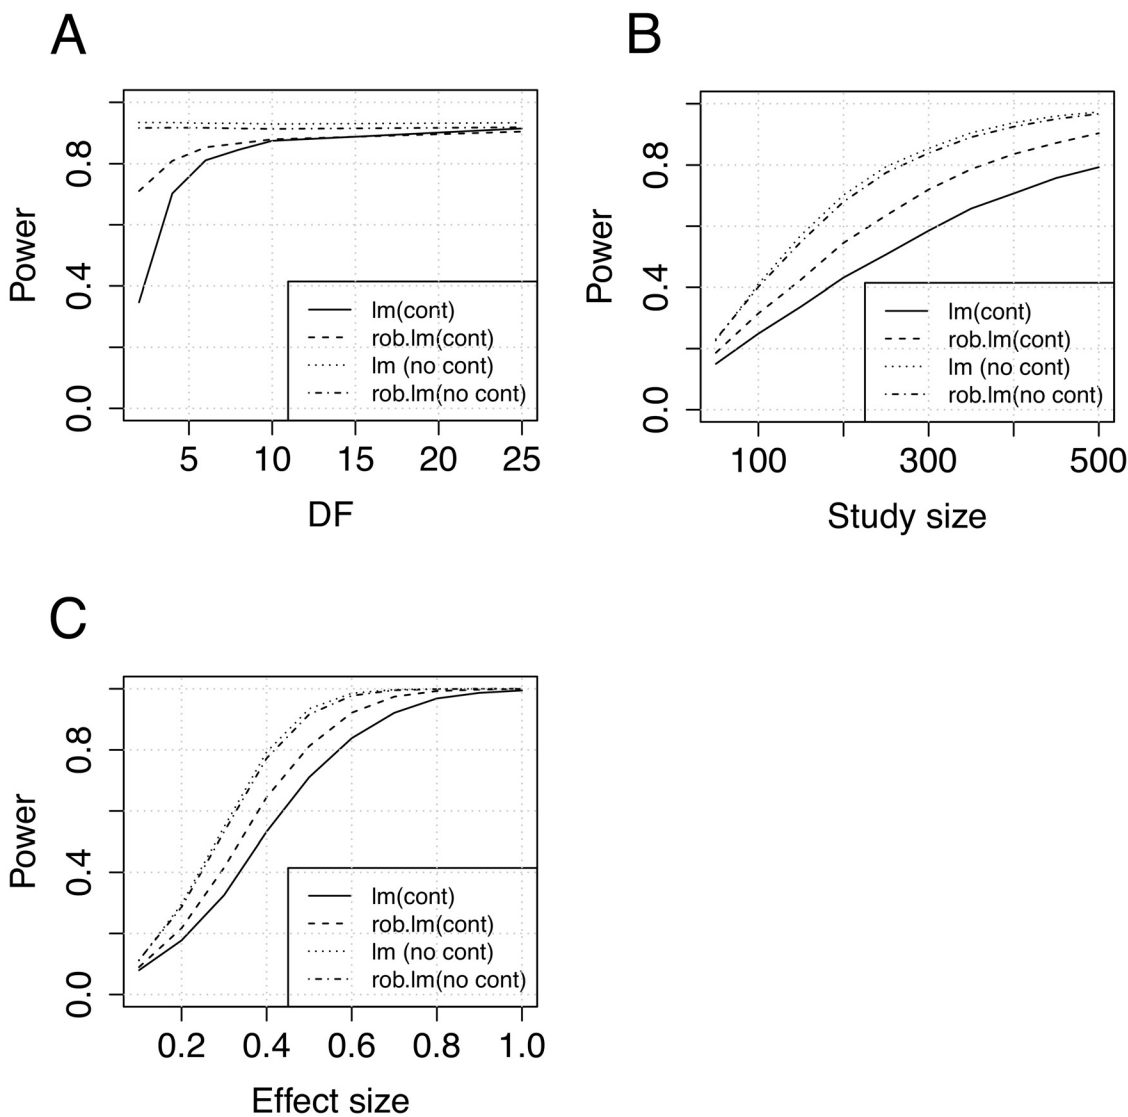 A
Power
0.0 0.4 0.8
lm(cont)
rob.lm(cont)
lm (no cont)
rob.lm(no cont)
5 10 15 20 25
DF
B
Power
0.0 0.4 0.8
lm(cont)
rob.lm(cont)
lm (no cont)
rob.lm(no cont)
100 300 500
Study size
C
Power
0.0 0.4 0.8
lm(cont)
rob.lm(cont)
lm (no cont)
rob.lm(no cont)
0.2 0.4 0.6 0.8 1.0
Effect size